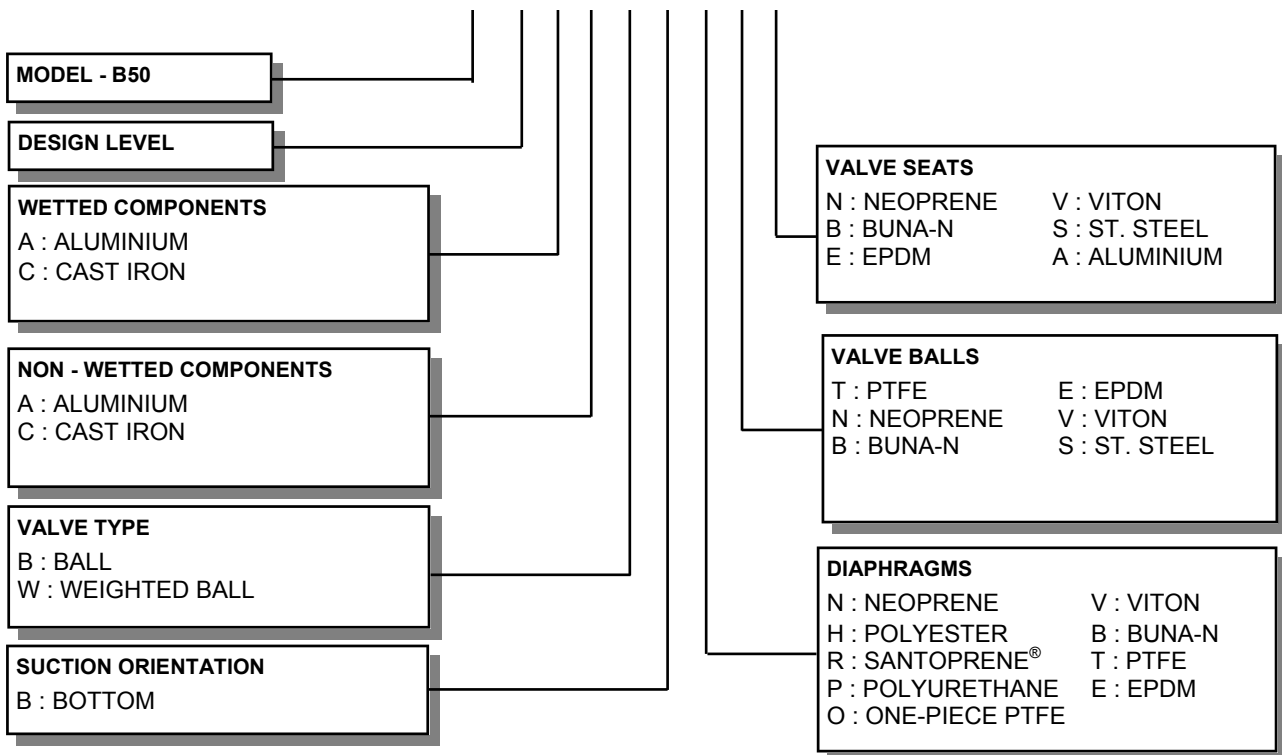 MODEL - B50
DESIGN LEVEL
WETTED COMPONENTS
A : ALUMINIUM
C : CAST IRON
NON - WETTED COMPONENTS
A : ALUMINIUM
C : CAST IRON
VALVE TYPE
B : BALL
W : WEIGHTED BALL
SUCTION ORIENTATION
B : BOTTOM
VALVE SEATS
N : NEOPRENE V : VITON
B : BUNA-N S : ST. STEEL
E : EPDM A : ALUMINIUM
VALVE BALLS
T : PTFE E : EPDM
N : NEOPRENE V : VITON
B : BUNA-N S : ST. STEEL
DIAPHRAGMS
N : NEOPRENE V : VITON
H : POLYESTER B : BUNA-N
R : SANTOPRENE® T : PTFE
P : POLYURETHANE E : EPDM
O : ONE-PIECE PTFE